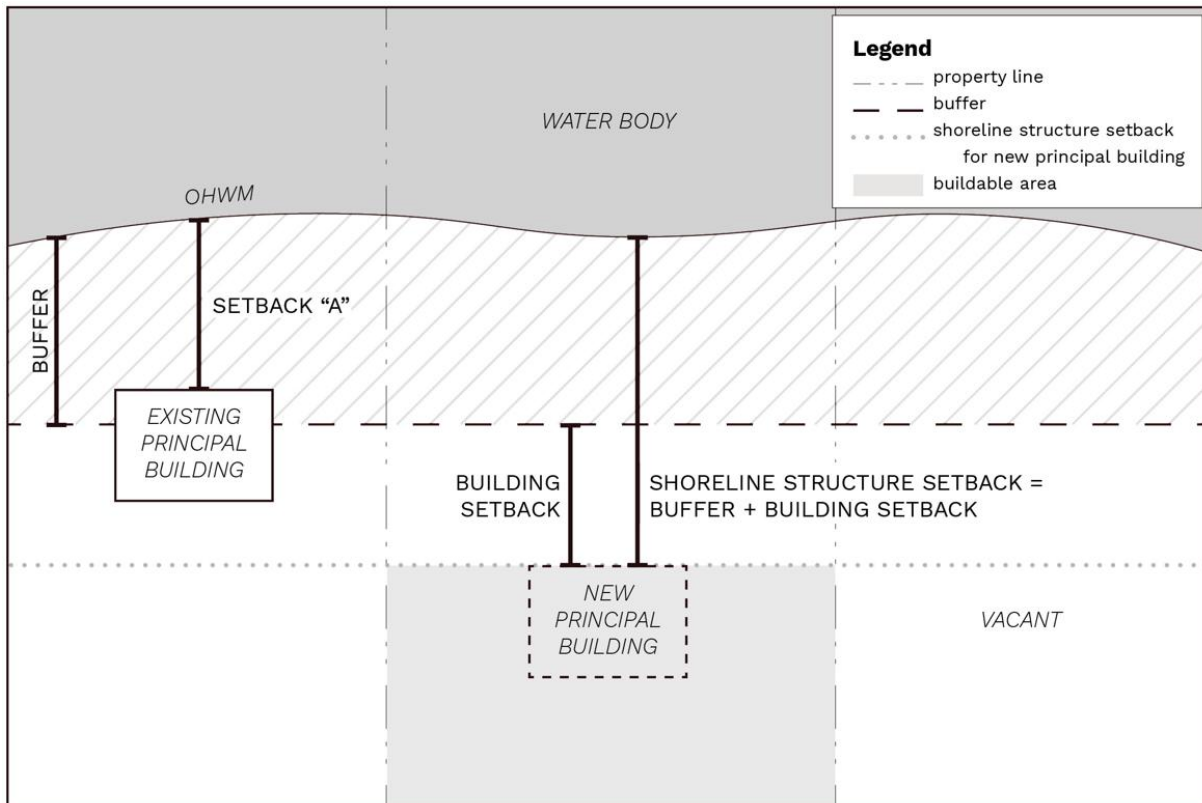 Legend
property line
buffer
shoreline structure setback
for new principal building
buildable area
WATER BODY
OHWM
BUFFER
SETBACK “A”
EXISTING
PRINCIPAL
BUILDING
BUILDING
SETBACK
SHORELINE STRUCTURE SETBACK =
BUFFER + BUILDING SETBACK
NEW
PRINCIPAL
BUILDING
VACANT